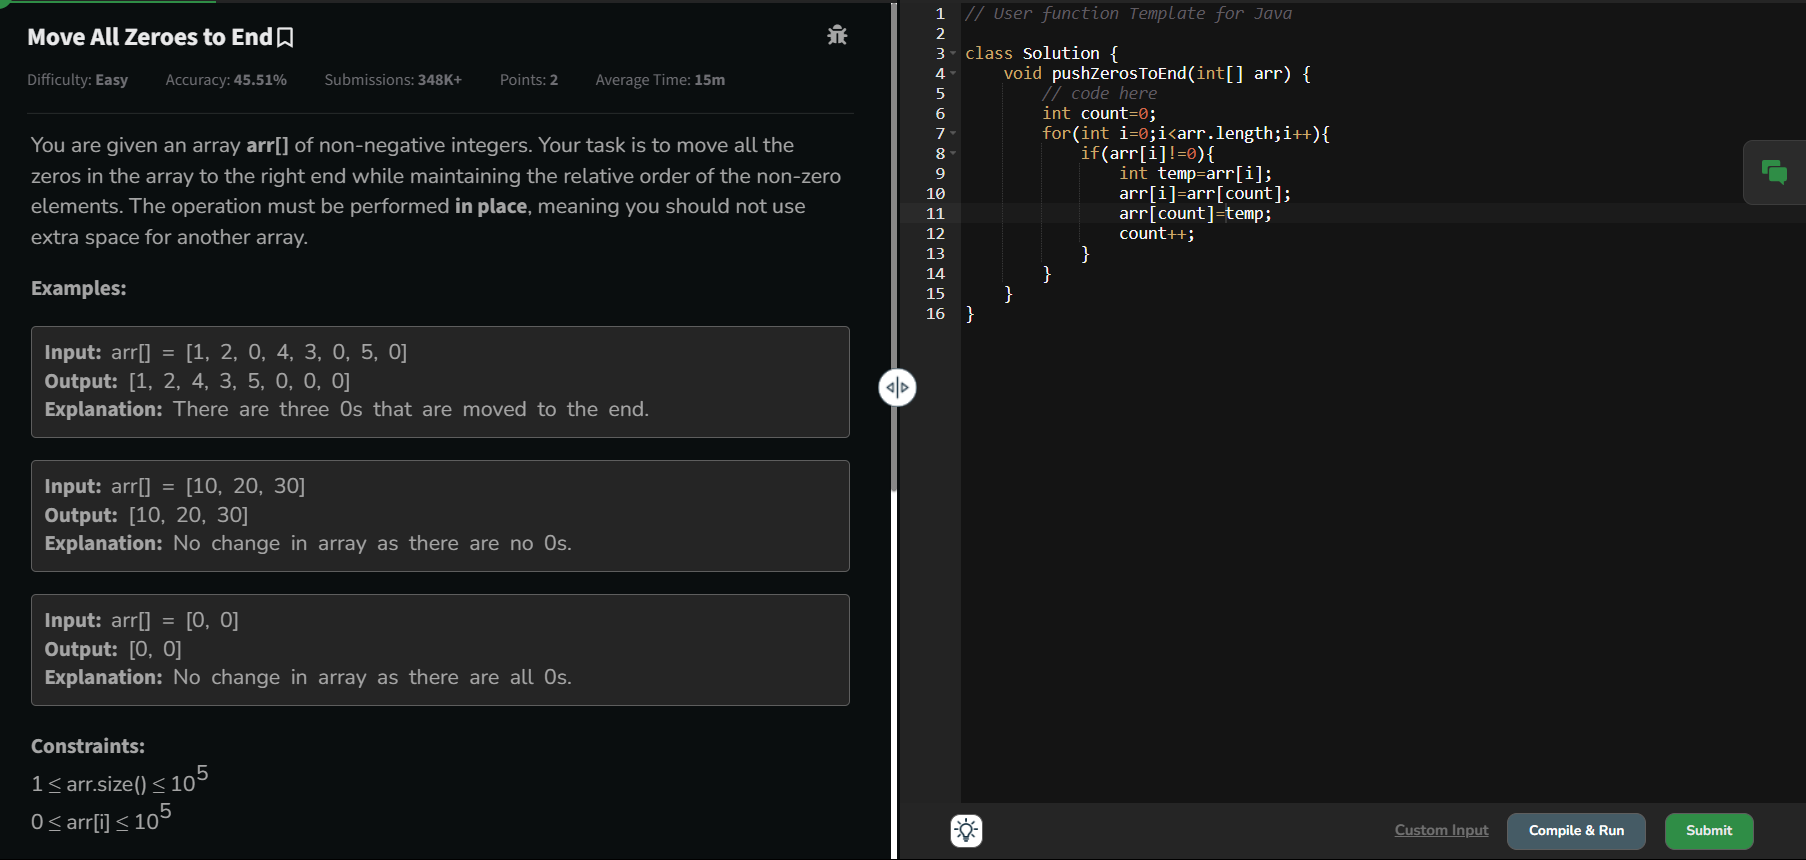 Move All Zeroes to End
Difficulty: Easy Accuracy: 45.51% Submissions: 348K+ Points: 2 Average Time: 15m
You are given an array arr[] of non-negative integers. Your task is to move all the
zeros in the array to the right end while maintaining the relative order of the non-zero
elements. The operation must be performed in place, meaning you should not use
extra space for another array.
Examples:
Input: arr[] = [1, 2, 0, 4, 3, 0, 5, 0]
Output: [1, 2, 4, 3, 5, 0, 0, 0]
Explanation: There are three 0s that are moved to the end.
Input: arr[] = [10, 20, 30]
Output: [10, 20, 30]
Explanation: No change in array as there are no 0s.
Input: arr[] = [0, 0]
Output: [0, 0]
Explanation: No change in array as there are all 0s.
Constraints:
1 ≤ arr.size() ≤ 10⁵
0 ≤ arr[i] ≤ 10⁵
1 // User function Template for Java
2
3 class Solution {
4     void pushZerosToEnd(int[] arr) {
5         // code here
6         int count=0;
7         for(int i=0;i<arr.length;i++){
8             if(arr[i]!=0){
9                 int temp=arr[i];
10                 arr[i]=arr[count];
11                 arr[count]=temp;
12                 count++;
13             }
14         }
15     }
16 }
Custom Input Compile & Run Submit